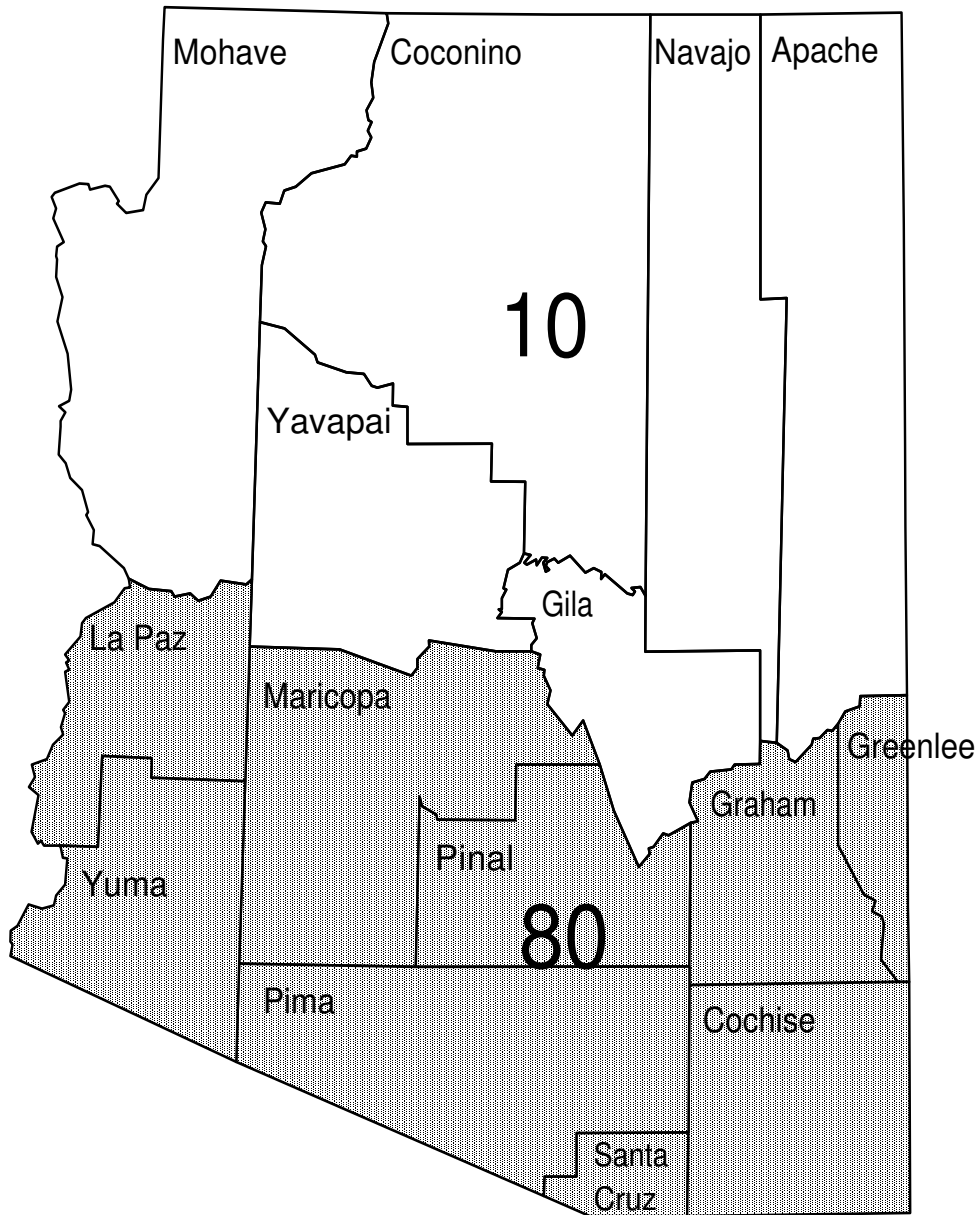 Mohave
Coconino
Navajo
Apache
10
Yavapai
Gila
La Paz
Maricopa
Greenlee
Graham
Pinal
Yuma
80
Pima
Cochise
Santa
Cruz